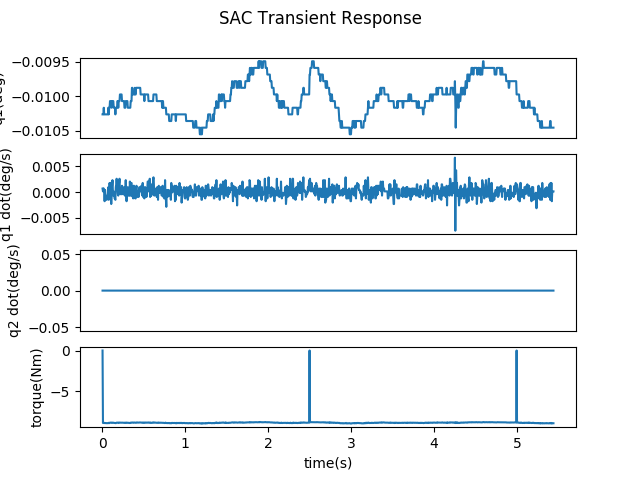 SAC Transient Response
−0.0095
−0.0100
−0.0105
q1(deg)
0.005
0.000
−0.005
q1 dot(deg/s)
0.05
0.00
−0.05
q2 dot(deg/s)
0
−5
torque(Nm)
0 1 2 3 4 5
time(s)